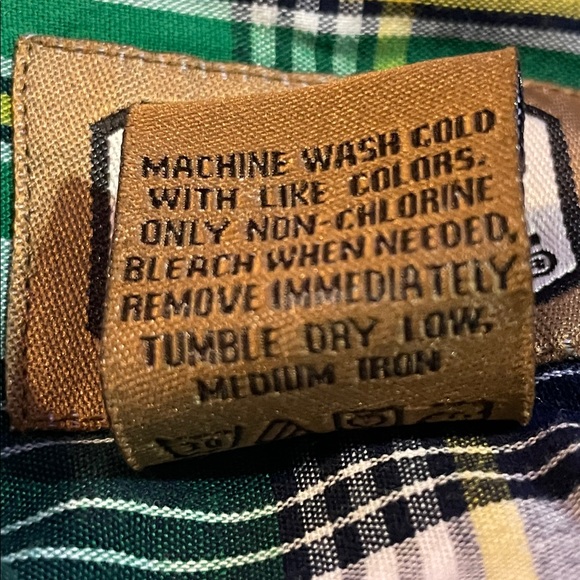 MACHINE WASH COLD
WITH LIKE COLORS.
ONLY NON-CHLORINE
BLEACH WHEN NEEDED,
REMOVE IMMEDIATELY
TUMBLE DRY LOW,
MEDIUM IRON
30
®